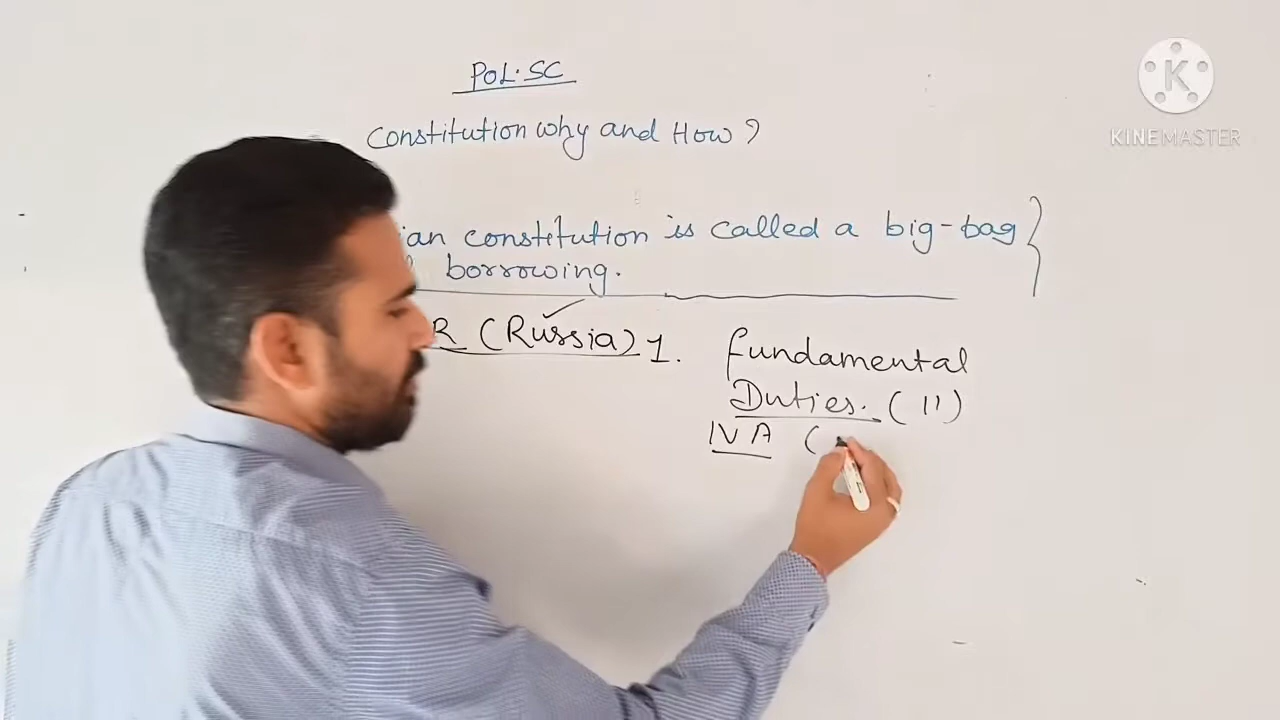 POL.SC
Constitution why and How?
ian constitution is called a big-bag
borrowing.
R (Russia) 1. Fundamental
Duties. (11)
IV A (
K
KINEMASTER